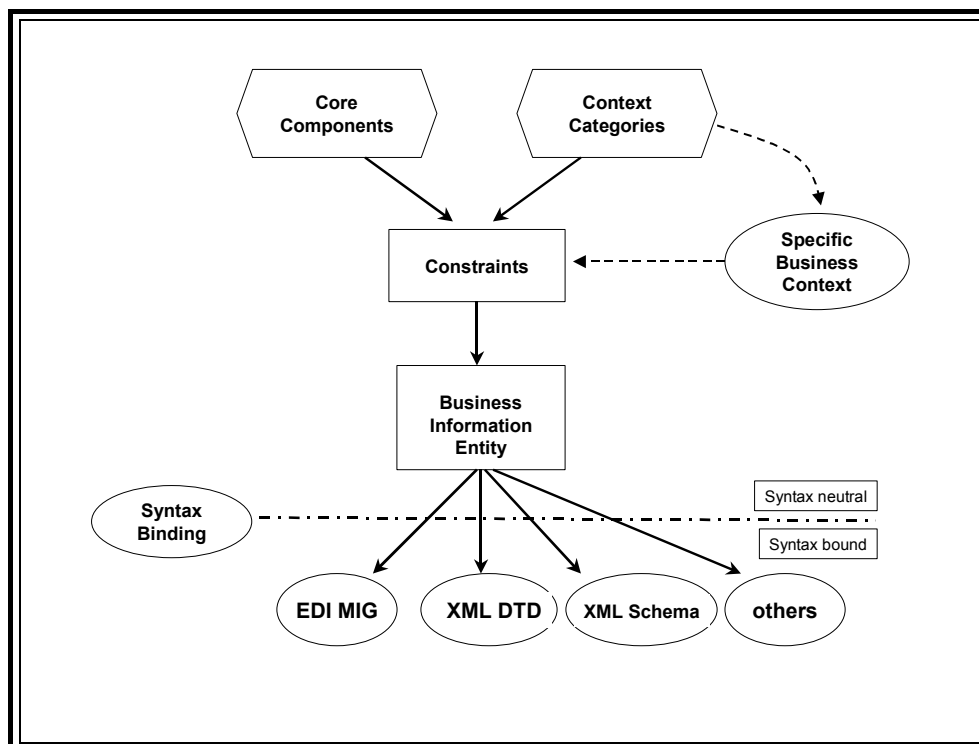 Core
Components
Context
Categories
Specific
Business
Context
Constraints
Business
Information
Entity
Syntax neutral
Syntax
Binding
Syntax bound
EDI MIG
XML DTD
XML Schema
others